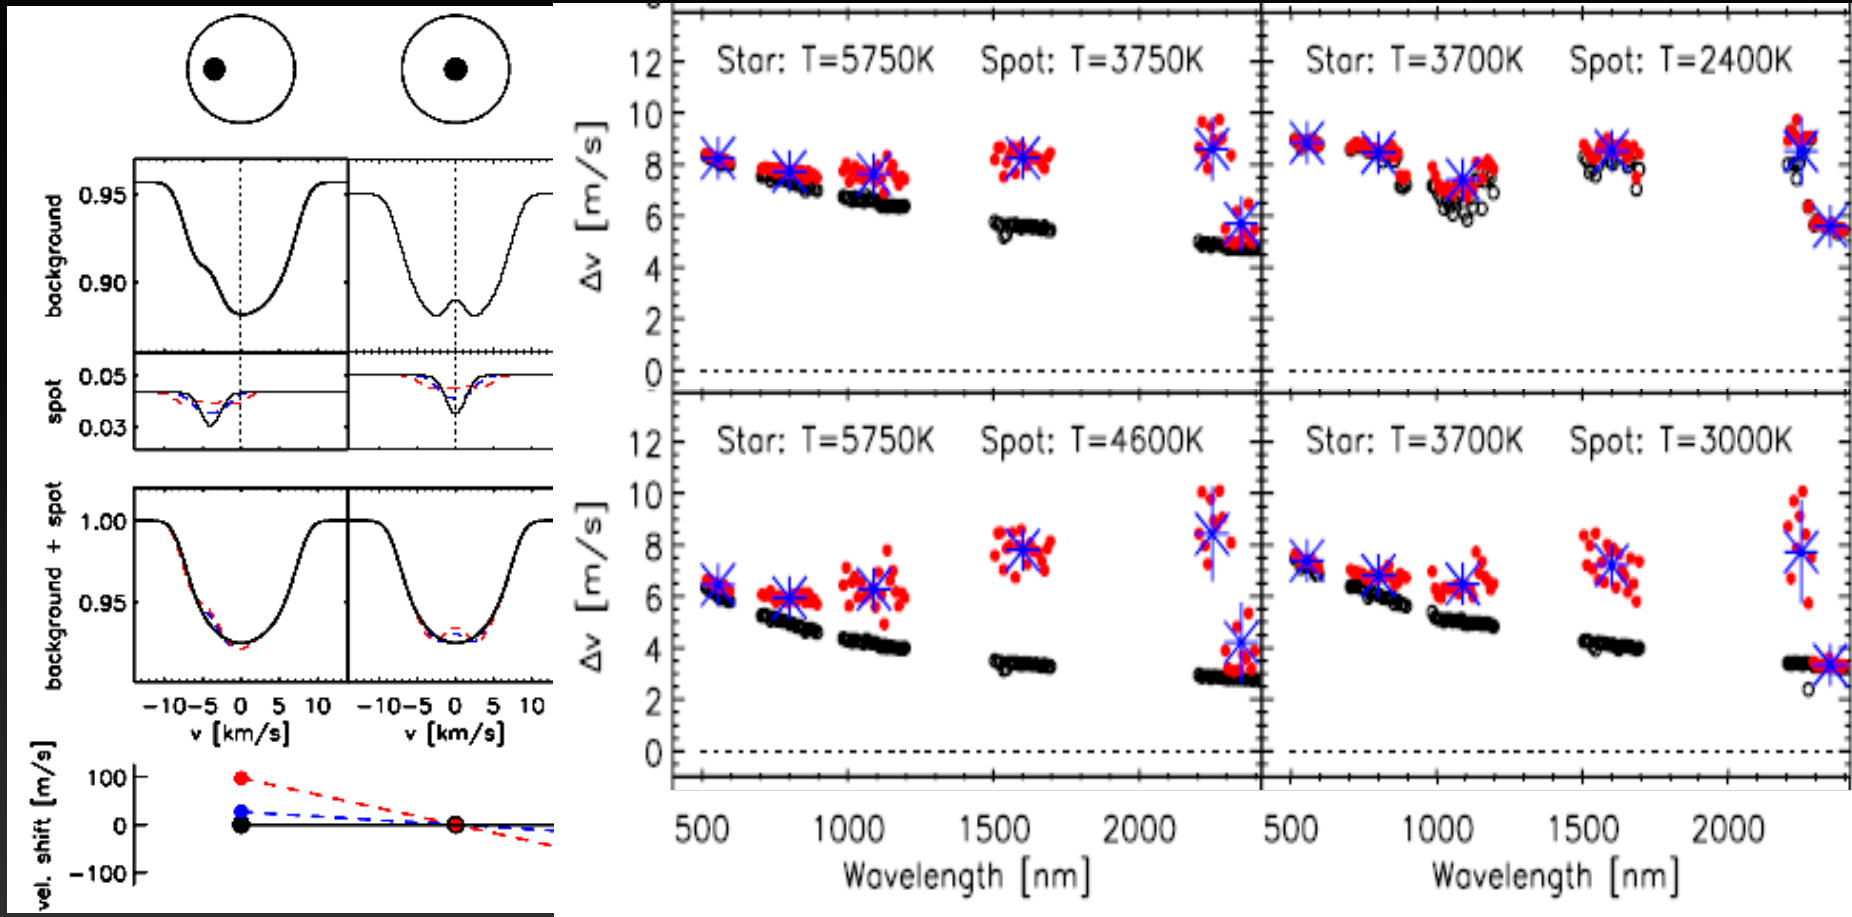 background
0.95
0.90
spot
0.05
0.03
background + spot
1.00
0.95
−10−5 0 5 10
−10−5 0 5 10
v [km/s]
v [km/s]
vel. shift [m/s]
100
0
−100
Δv [m/s]
12
10
8
6
4
2
0
Star: T=5750K Spot: T=3750K
Star: T=3700K Spot: T=2400K
Δv [m/s]
12
10
8
6
4
2
0
Star: T=5750K Spot: T=4600K
Star: T=3700K Spot: T=3000K
500 1000 1500 2000
500 1000 1500 2000
Wavelength [nm]
Wavelength [nm]